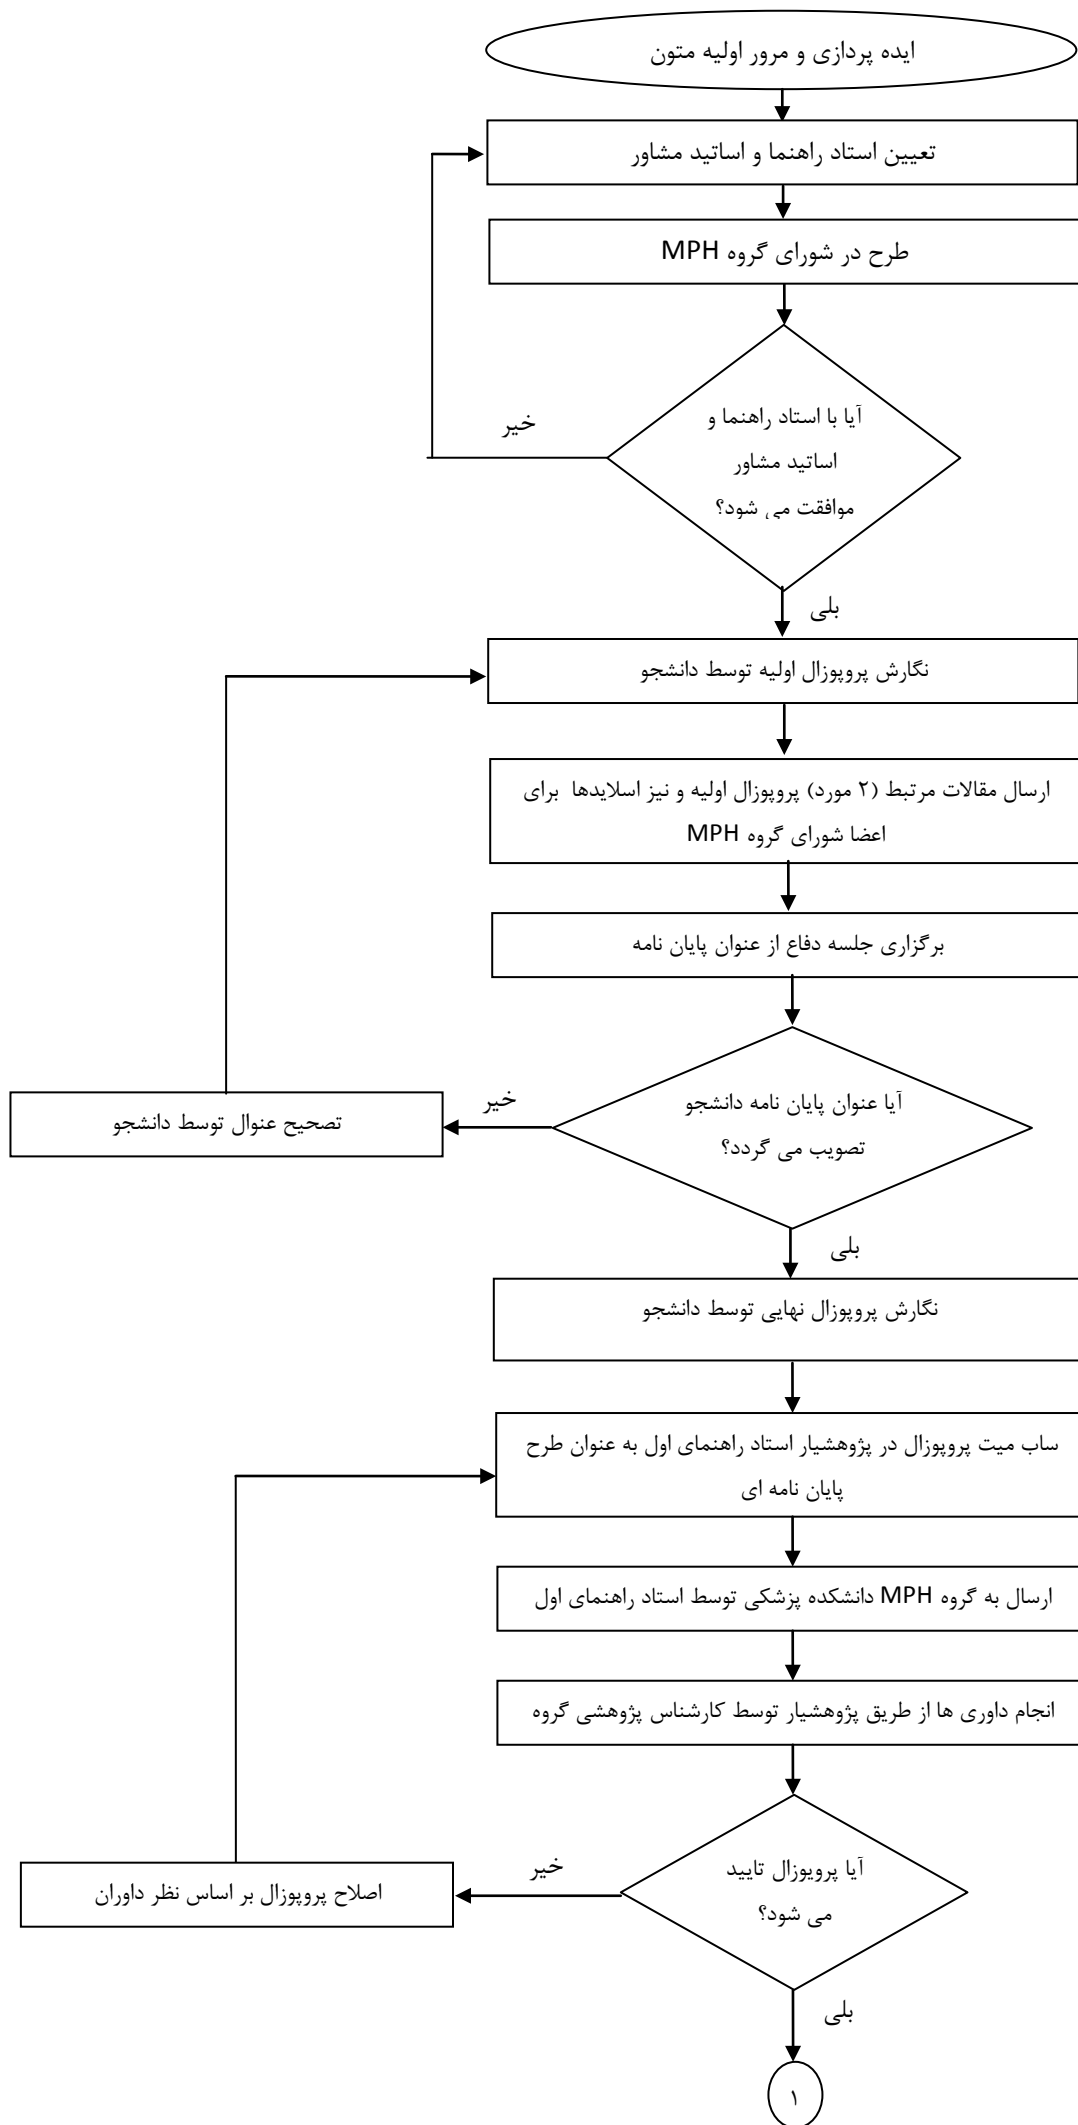 ایده پردازی و مرور اولیه متون
تعیین استاد راهنما و اساتید مشاور
طرح در شورای گروه MPH
آیا با استاد راهنما و
اساتید مشاور
موافقت می شود؟
خیر
بلی
نگارش پروپوزال اولیه توسط دانشجو
ارسال مقالات مرتبط (۲ مورد) پروپوزال اولیه و نیز اسلایدها برای
اعضا شورای گروه MPH
برگزاری جلسه دفاع از عنوان پایان نامه
آیا عنوان پایان نامه دانشجو
تصویب می گردد؟
خیر
تصحیح عنوال توسط دانشجو
بلی
نگارش پروپوزال نهایی توسط دانشجو
ساب میت پروپوزال در پژوهشیار استاد راهنمای اول به عنوان طرح
پایان نامه ای
ارسال به گروه MPH دانشکده پزشکی توسط استاد راهنمای اول
انجام داوری ها از طریق پژوهشیار توسط کارشناس پژوهشی گروه
آیا پروپوزال تایید
می شود؟
خیر
اصلاح پروپوزال بر اساس نظر داوران
بلی
۱